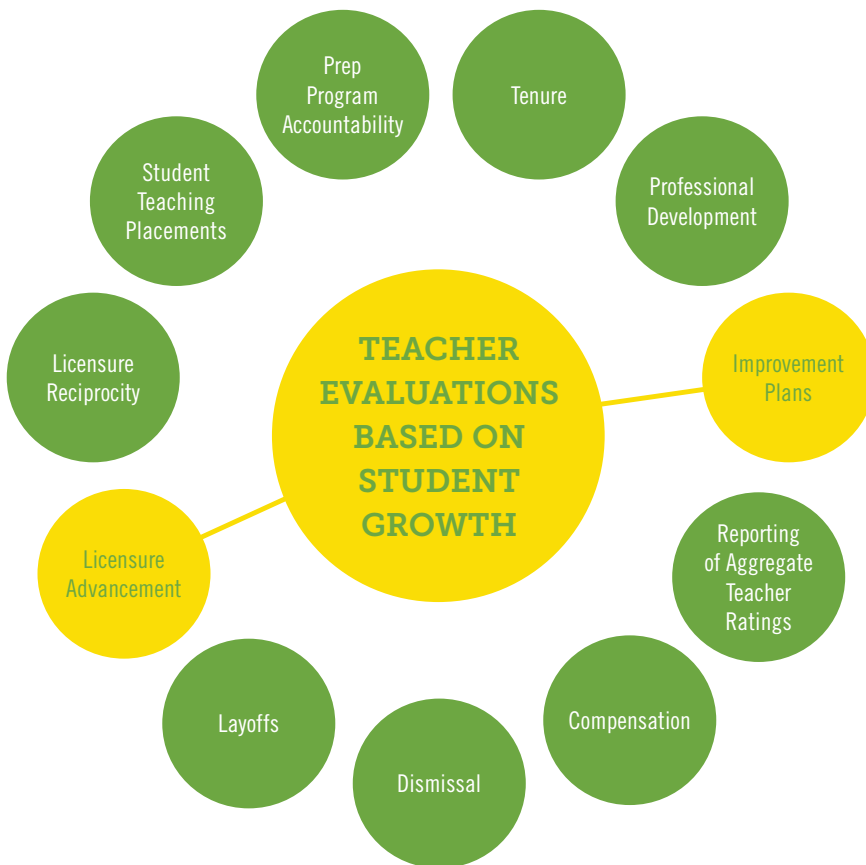 Prep
Program
Accountability
Tenure
Student
Teaching
Placements
Professional
Development
Licensure
Reciprocity
TEACHER
EVALUATIONS
BASED ON
STUDENT
GROWTH
Improvement
Plans
Licensure
Advancement
Reporting
of Aggregate
Teacher
Ratings
Layoffs
Compensation
Dismissal